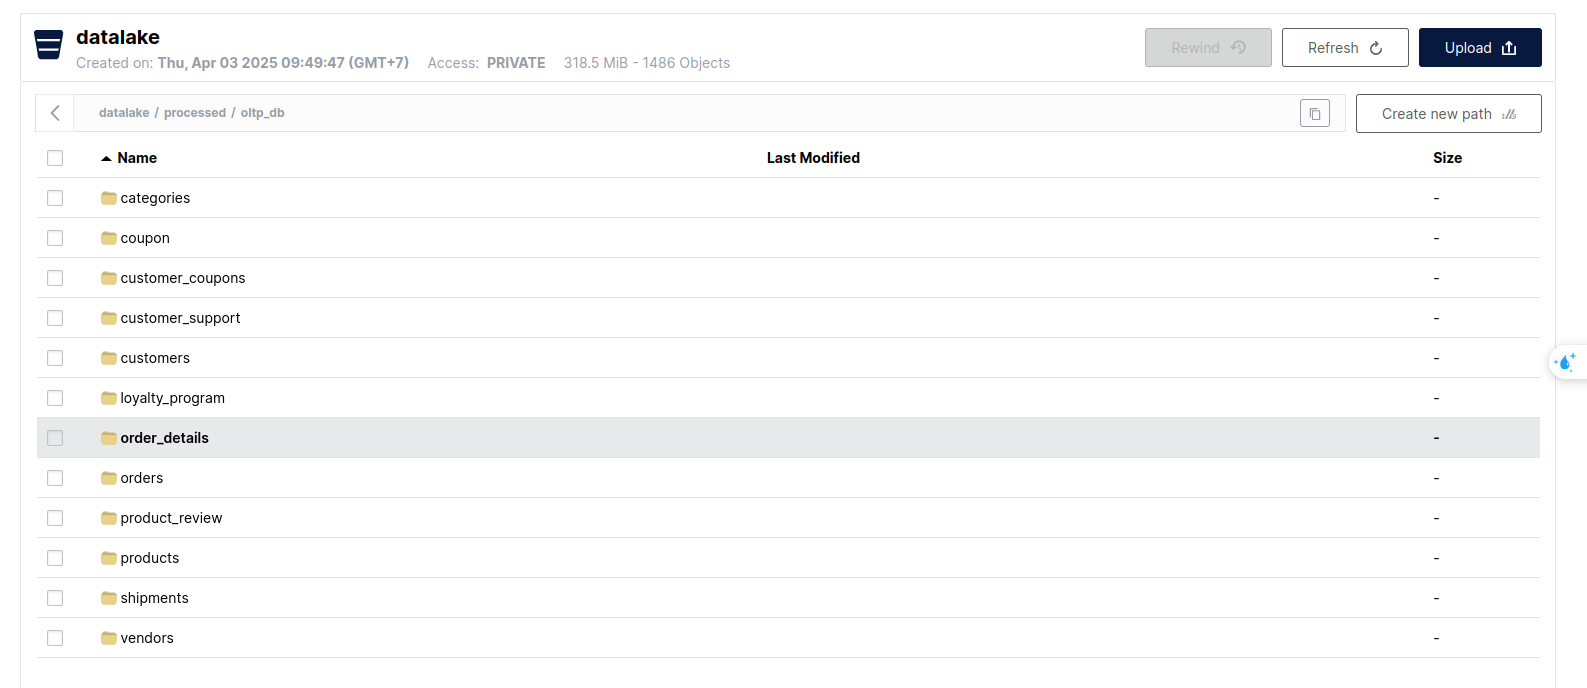 datalake
Created on: Thu, Apr 03 2025 09:49:47 (GMT+7) Access: PRIVATE 318.5 MiB - 1486 Objects
Rewind Refresh Upload
datalake / processed / oltp_db
Create new path
Name Last Modified Size
categories -
coupon -
customer_coupons -
customer_support -
customers -
loyalty_program -
order_details -
orders -
product_review -
products -
shipments -
vendors -